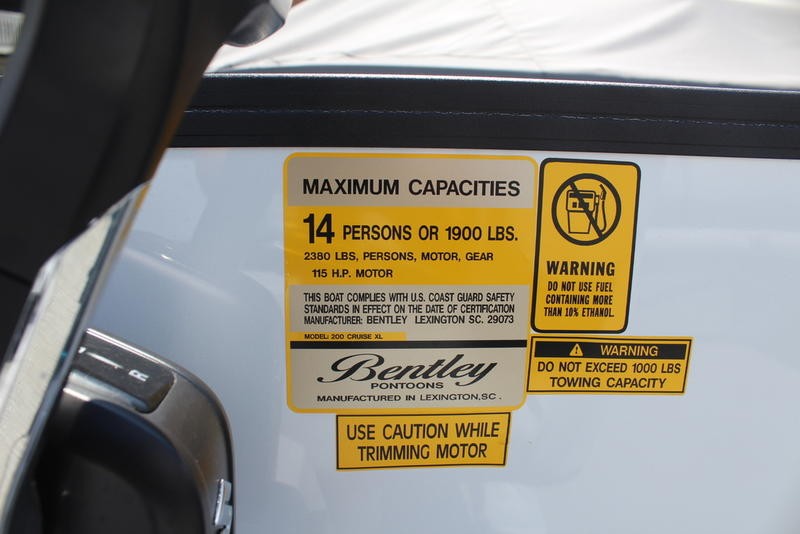 MAXIMUM CAPACITIES
14 PERSONS OR 1900 LBS.
2380 LBS, PERSONS, MOTOR, GEAR
115 H.P. MOTOR
THIS BOAT COMPLIES WITH U.S. COAST GUARD SAFETY
STANDARDS IN EFFECT ON THE DATE OF CERTIFICATION
MANUFACTURER: BENTLEY LEXINGTON SC. 29073
MODEL: 200 CRUISE XL
Bentley
PONTOONS
MANUFACTURED IN LEXINGTON,SC.
WARNING
DO NOT USE FUEL
CONTAINING MORE
THAN 10% ETHANOL.
WARNING
DO NOT EXCEED 1000 LBS
TOWING CAPACITY
USE CAUTION WHILE
TRIMMING MOTOR
R